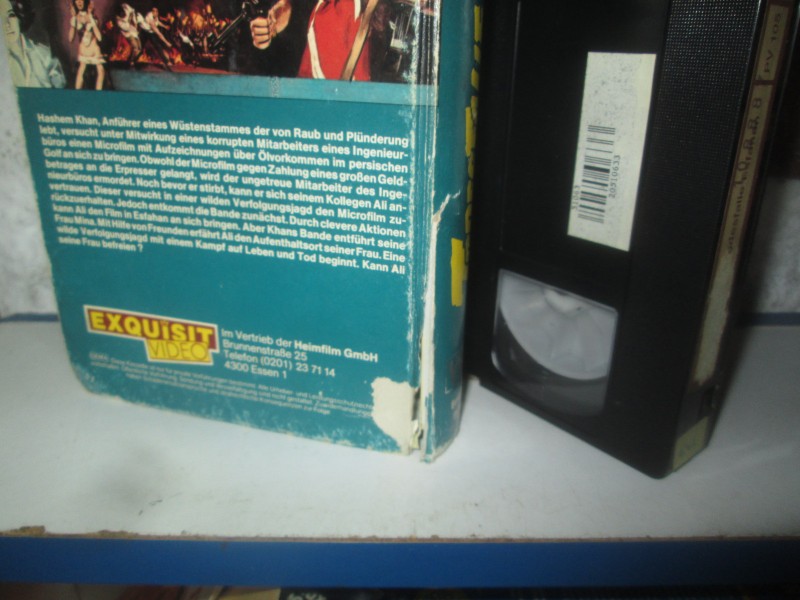 Hashem Khan, Anführer eines Wüstenstammes der von Raub und Plünderung
lebt, versucht unter Mitwirkung eines korrupten Mitarbeiters eines Ingenieur-
büros einen Microfilm mit Aufzeichnungen über Ölvorkommen im persischen
Golf an sich zu bringen. Obwohl der Microfilm gegen Zahlung eines großen Geld-
betrages an die Erpresser gelangt, wird der ungetreue Mitarbeiter des Inge-
nieurbüros ermordet. Noch bevor er stirbt, kann er sich seinem Kollegen Ali an-
vertrauen. Dieser versucht in einer wilden Verfolgungsjagd den Microfilm zu-
rückzuerhalten. Jedoch entkommt die Bande zunächst. Durch clevere Aktionen
kann Ali den Film in Esfahan an sich bringen. Aber Khans Bande entführt seine
Frau Mina. Mit Hilfe von Freunden erfährt Ali den Aufenthaltsort seiner Frau. Eine
wilde Verfolgungsjagd mit einem Kampf auf Leben und Tod beginnt. Kann Ali
seine Frau befreien ?
EXQUISIT
VIDEO
Im Vertrieb der Heimfilm GmbH
Brunnenstraße 25
Telefon (0201) 23 71 14
4300 Essen 1
31063
20310633
PV 106